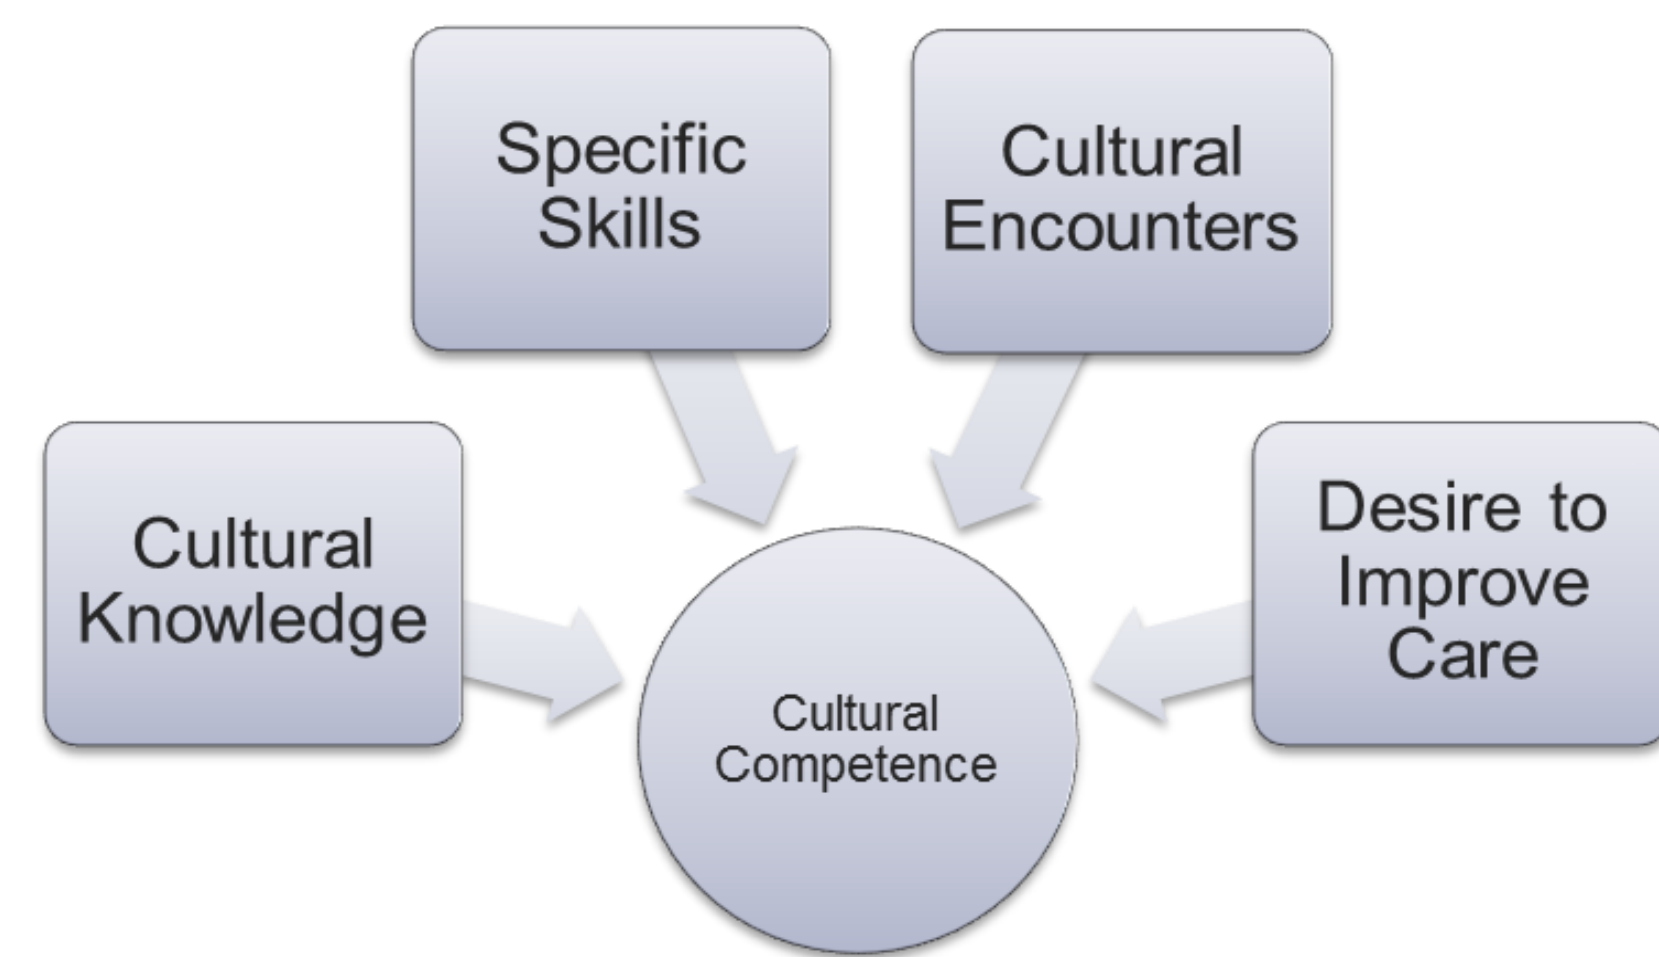 Specific
Skills
Cultural
Encounters
Cultural
Knowledge
Desire to
Improve
Care
Cultural
Competence